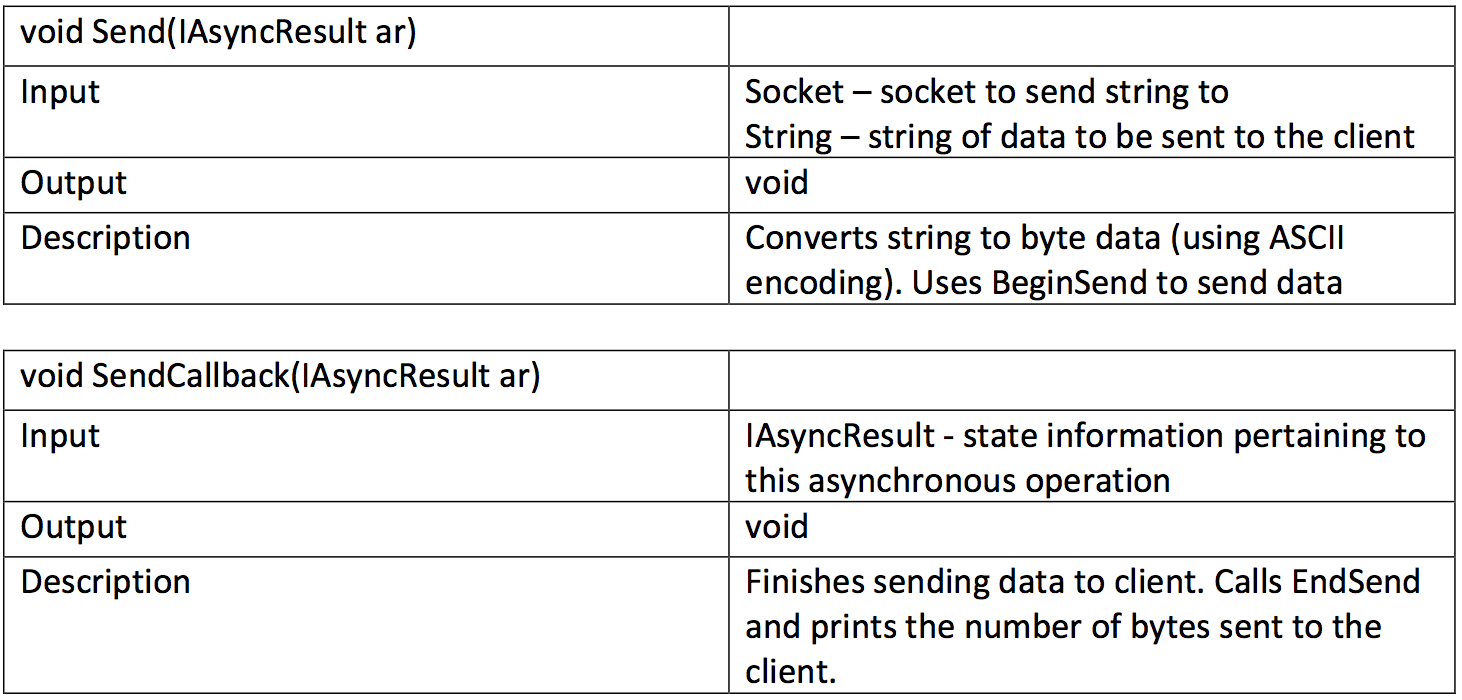 void Send(IAsyncResult ar)
Input
Socket – socket to send string to
String – string of data to be sent to the client
Output
void
Description
Converts string to byte data (using ASCII
encoding). Uses BeginSend to send data
void SendCallback(IAsyncResult ar)
Input
IAsyncResult - state information pertaining to
this asynchronous operation
Output
void
Description
Finishes sending data to client. Calls EndSend
and prints the number of bytes sent to the
client.